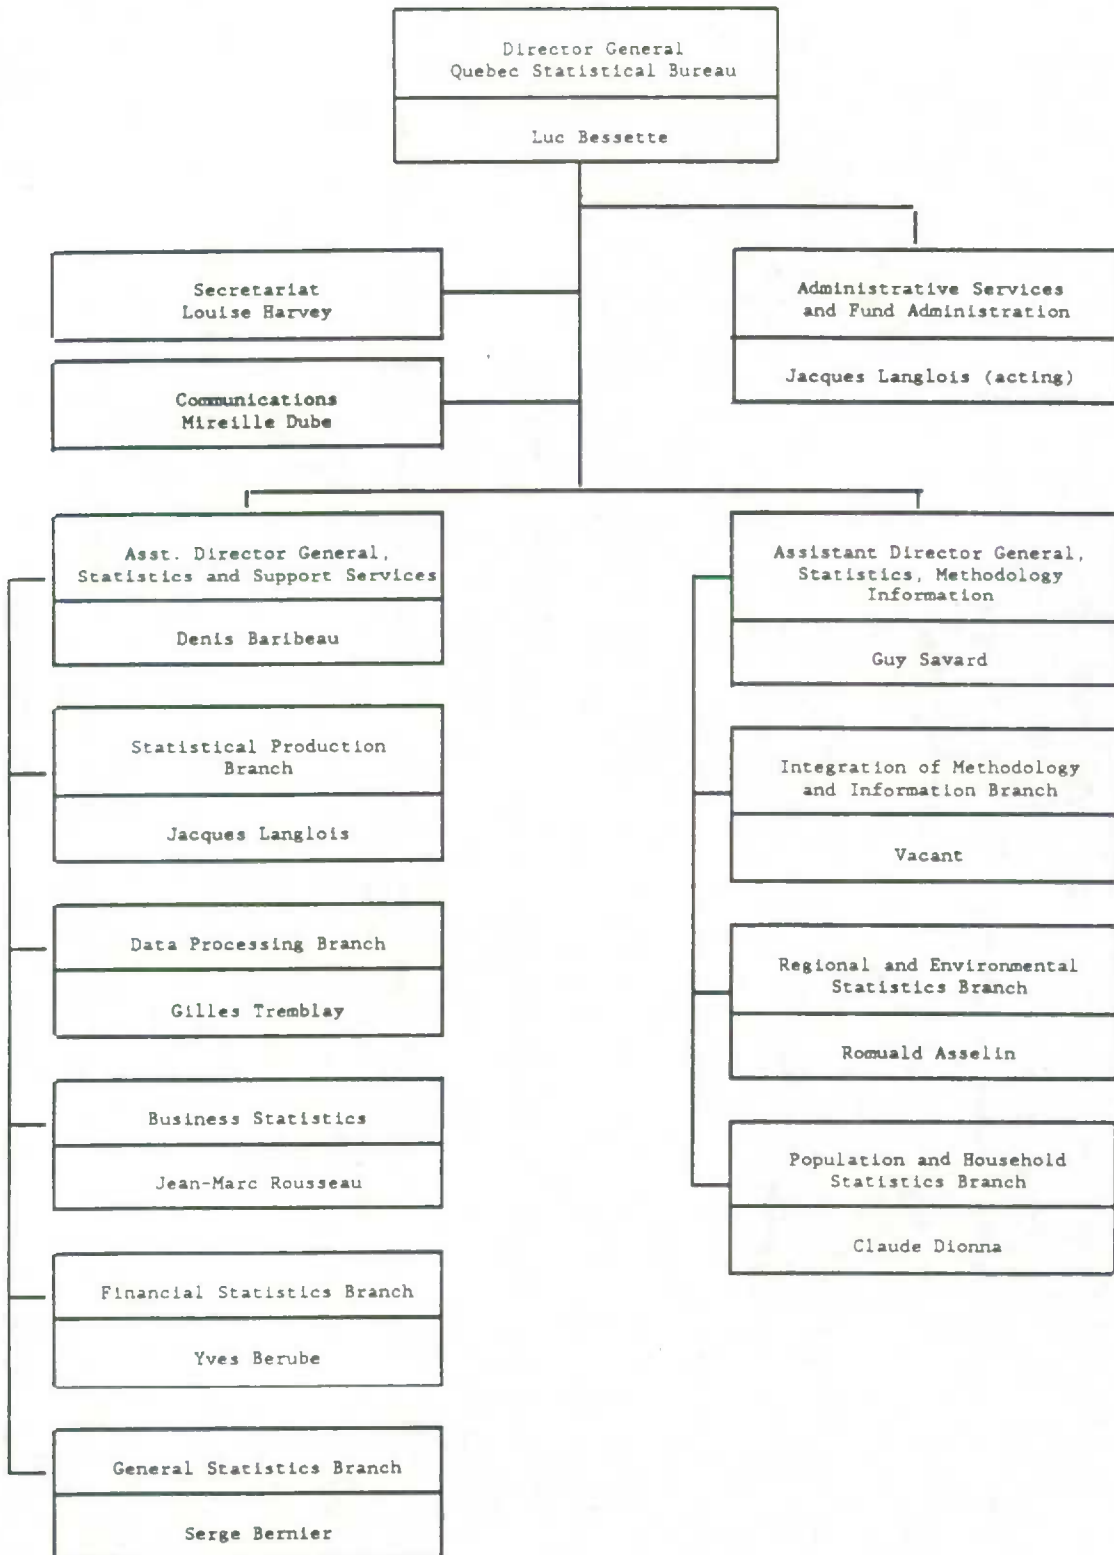 Director General
Quebec Statistical Bureau
Luc Bessette
Secretariat
Louise Harvey
Administrative Services
and Fund Administration
Jacques Langlois (acting)
Communications
Mireille Dube
Asst. Director General,
Statistics and Support Services
Denis Baribeau
Statistical Production
Branch
Jacques Langlois
Data Processing Branch
Gilles Tremblay
Business Statistics
Jean-Marc Rousseau
Financial Statistics Branch
Yves Berube
General Statistics Branch
Serge Bernier
Assistant Director General,
Statistics, Methodology
Information
Guy Savard
Integration of Methodology
and Information Branch
Vacant
Regional and Environmental
Statistics Branch
Romuald Asselin
Population and Household
Statistics Branch
Claude Dionna